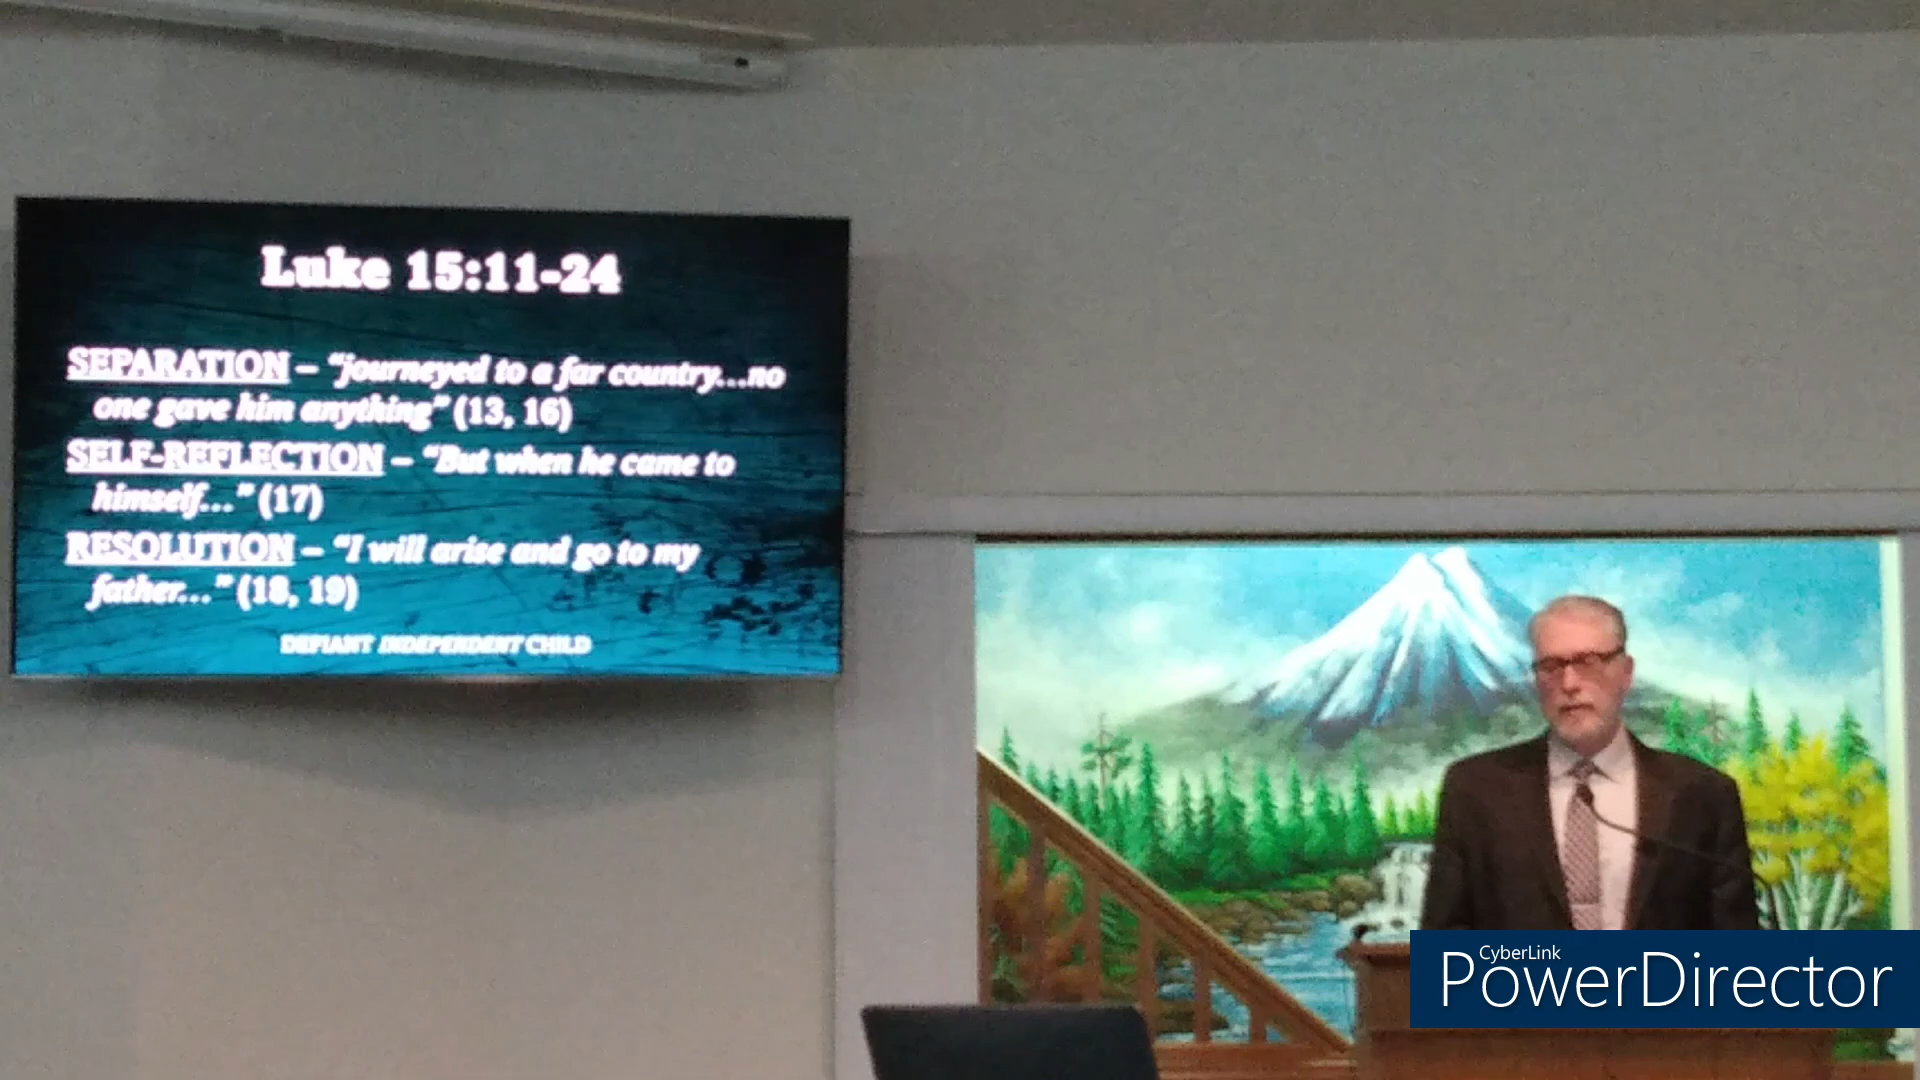 Luke 15:11-24
SEPARATION – “journeyed to a far country...no
one gave him anything” (13, 16)
SELF-REFLECTION – “But when he came to
himself...” (17)
RESOLUTION – “I will arise and go to my
father...” (18, 19)
DEFIANT INDEPENDENT CHILD
CyberLink
PowerDirector